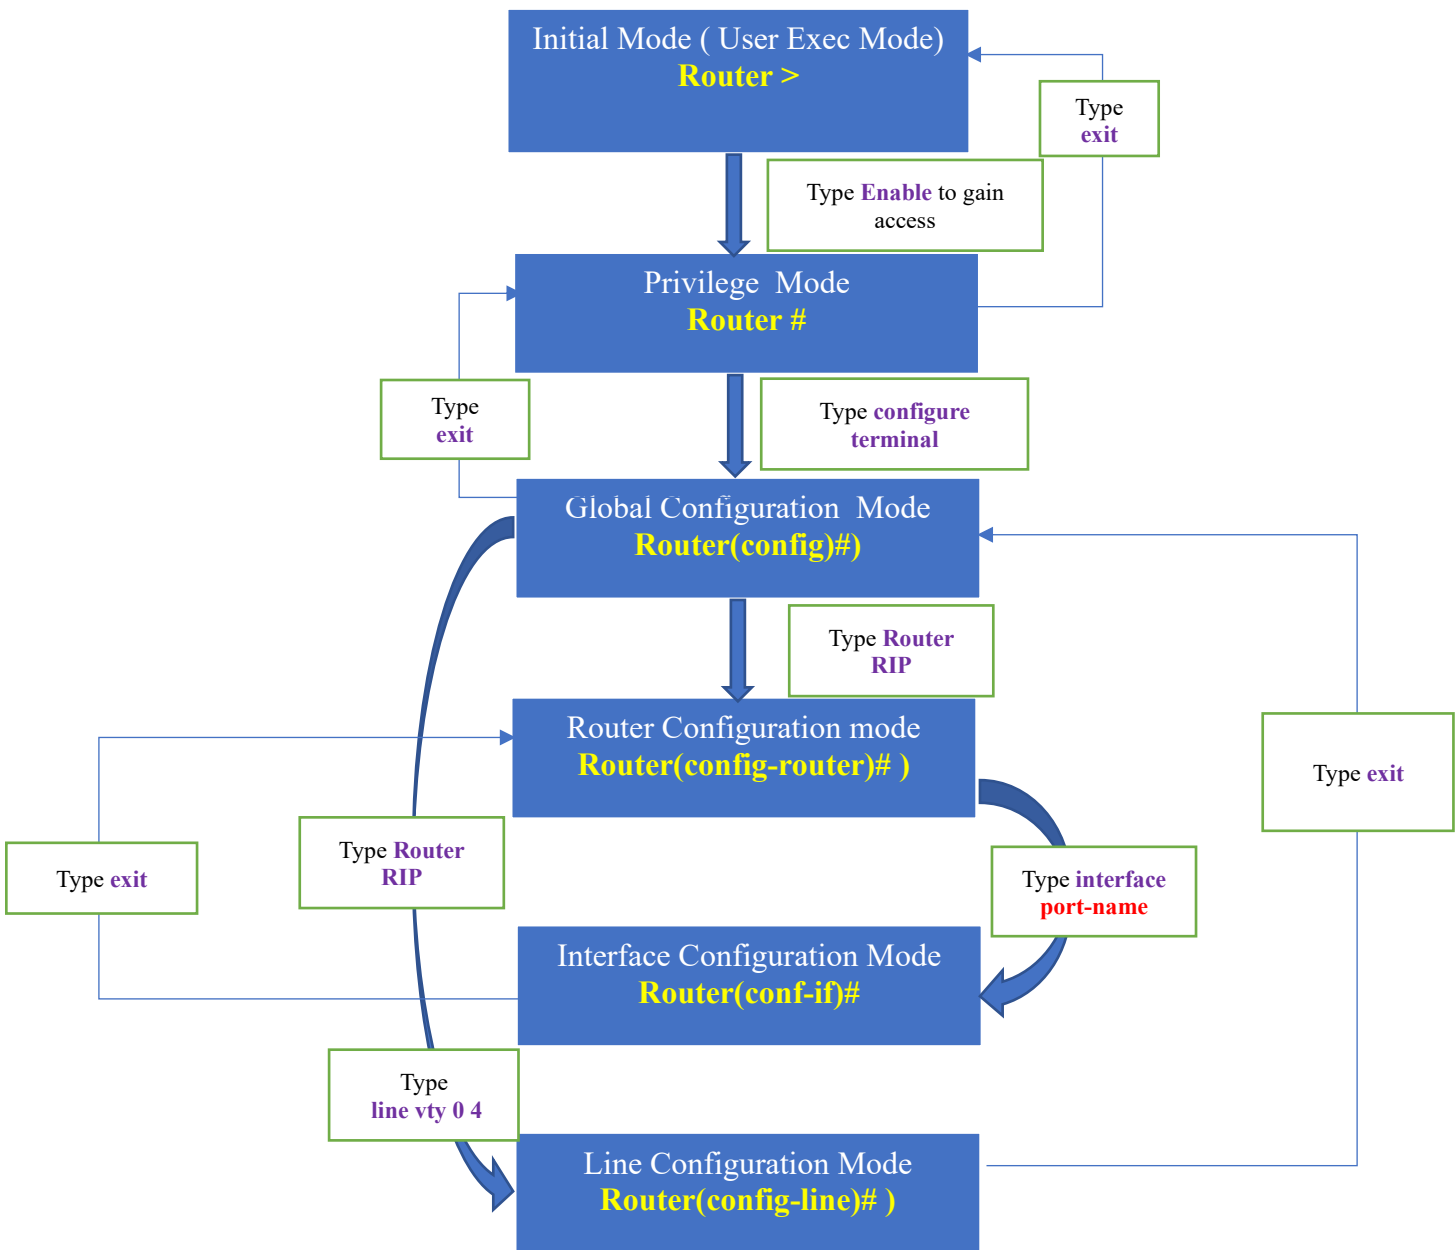 Initial Mode ( User Exec Mode)
Router >
Type
exit
Type Enable to gain
access
Privilege  Mode
Router #
Type
exit
Type configure
terminal
Global Configuration  Mode
Router(config)#)
Type Router
RIP
Router Configuration mode
Router(config-router)# )
Type exit
Type exit
Type Router
RIP
Type interface
port-name
Interface Configuration Mode
Router(conf-if)#
Type
line vty 0 4
Line Configuration Mode
Router(config-line)# )